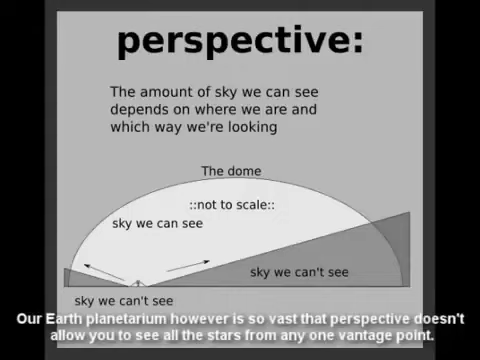 perspective:
The amount of sky we can see
depends on where we are and
which way we're looking
The dome
::not to scale::
sky we can see
sky we can't see
sky we can't see
Our Earth planetarium however is so vast that perspective doesn't
allow you to see all the stars from any one vantage point.